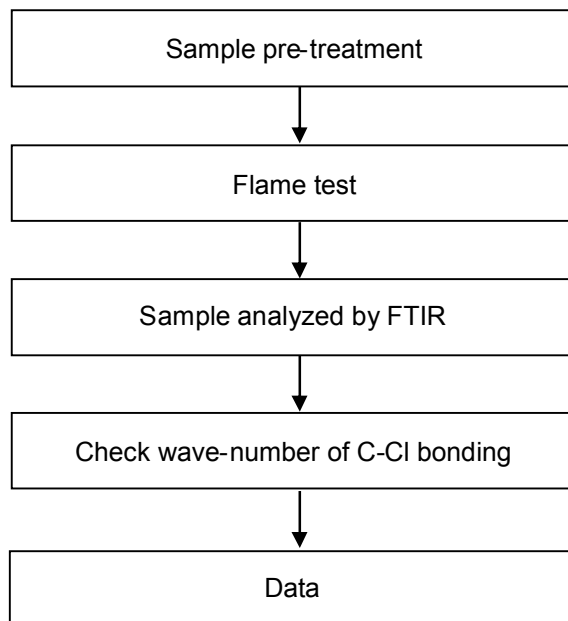 Sample pre-treatment
Flame test
Sample analyzed by FTIR
Check wave-number of C-Cl bonding
Data